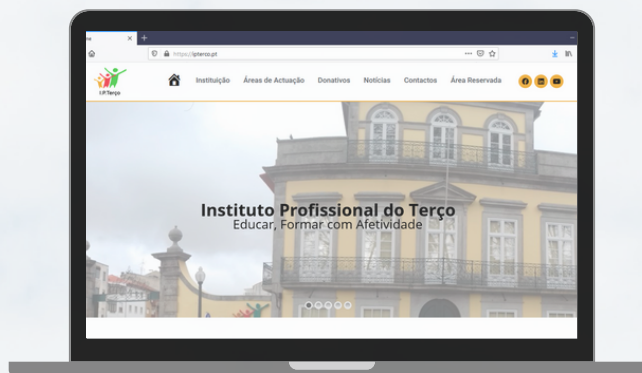 https://ipterco.pt
I.P.Terço
Instituição Áreas de Actuação Donativos Notícias Contactos Área Reservada
Instituto Profissional do Terço
Educar, Formar com Afetividade